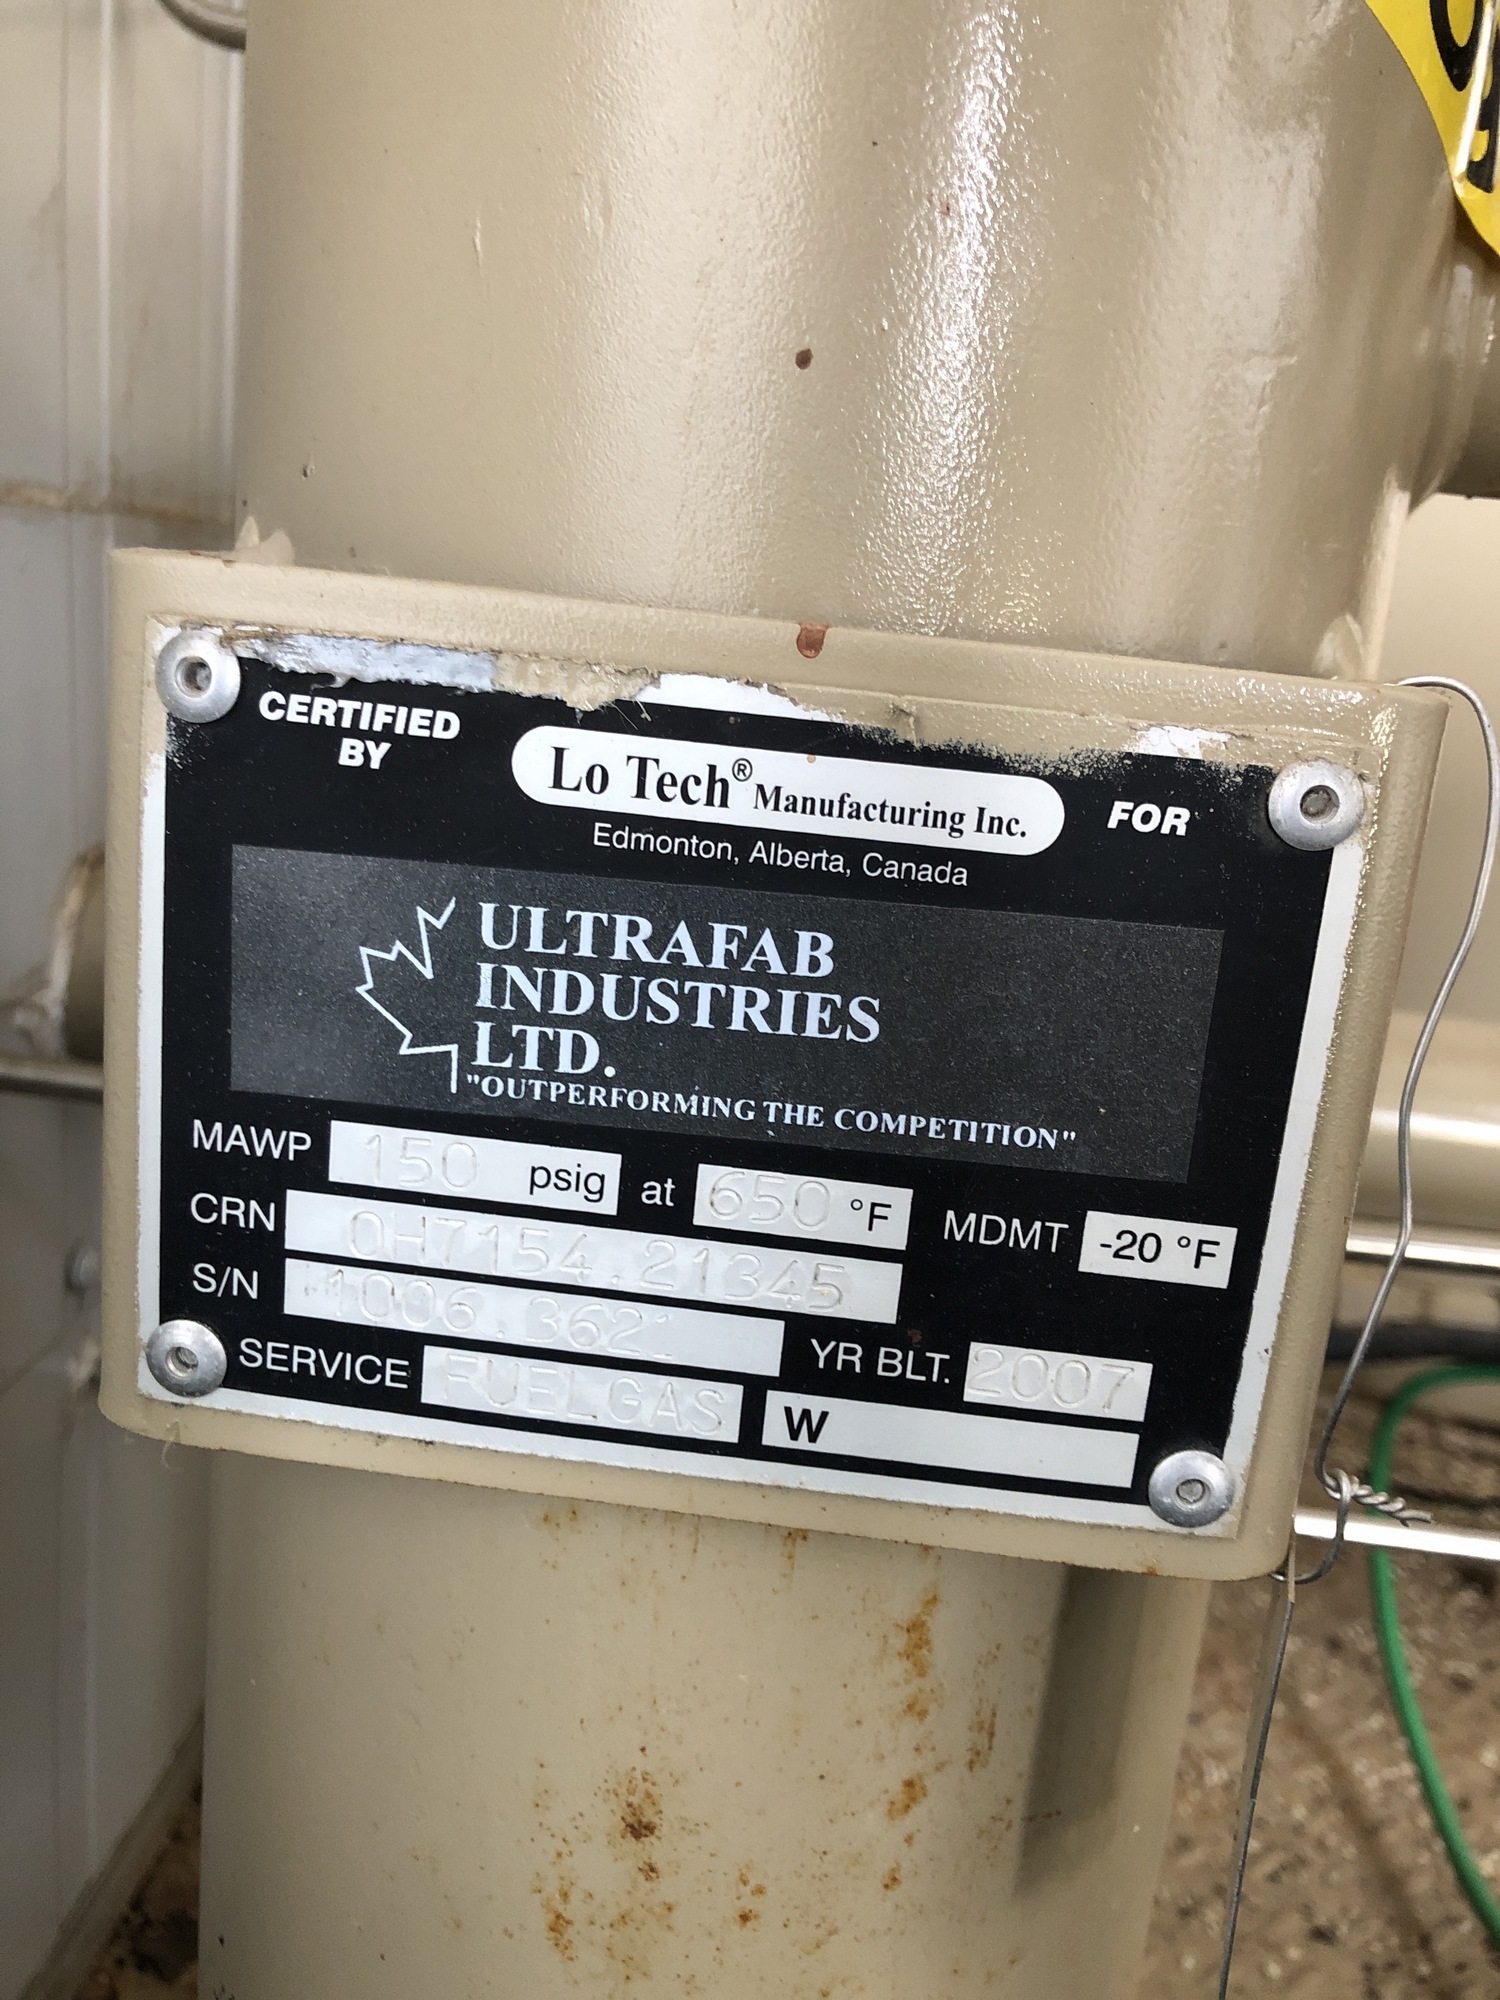 CERTIFIED
BY
Lo Tech® Manufacturing Inc.
FOR
Edmonton, Alberta, Canada
ULTRAFAB
INDUSTRIES
LTD.
"OUTPERFORMING THE COMPETITION"
MAWP 150 psig at 650 °F MDMT -20 °F
CRN 0H7154.21345
S/N YR BLT. 2007
SERVICE FUELGAS W